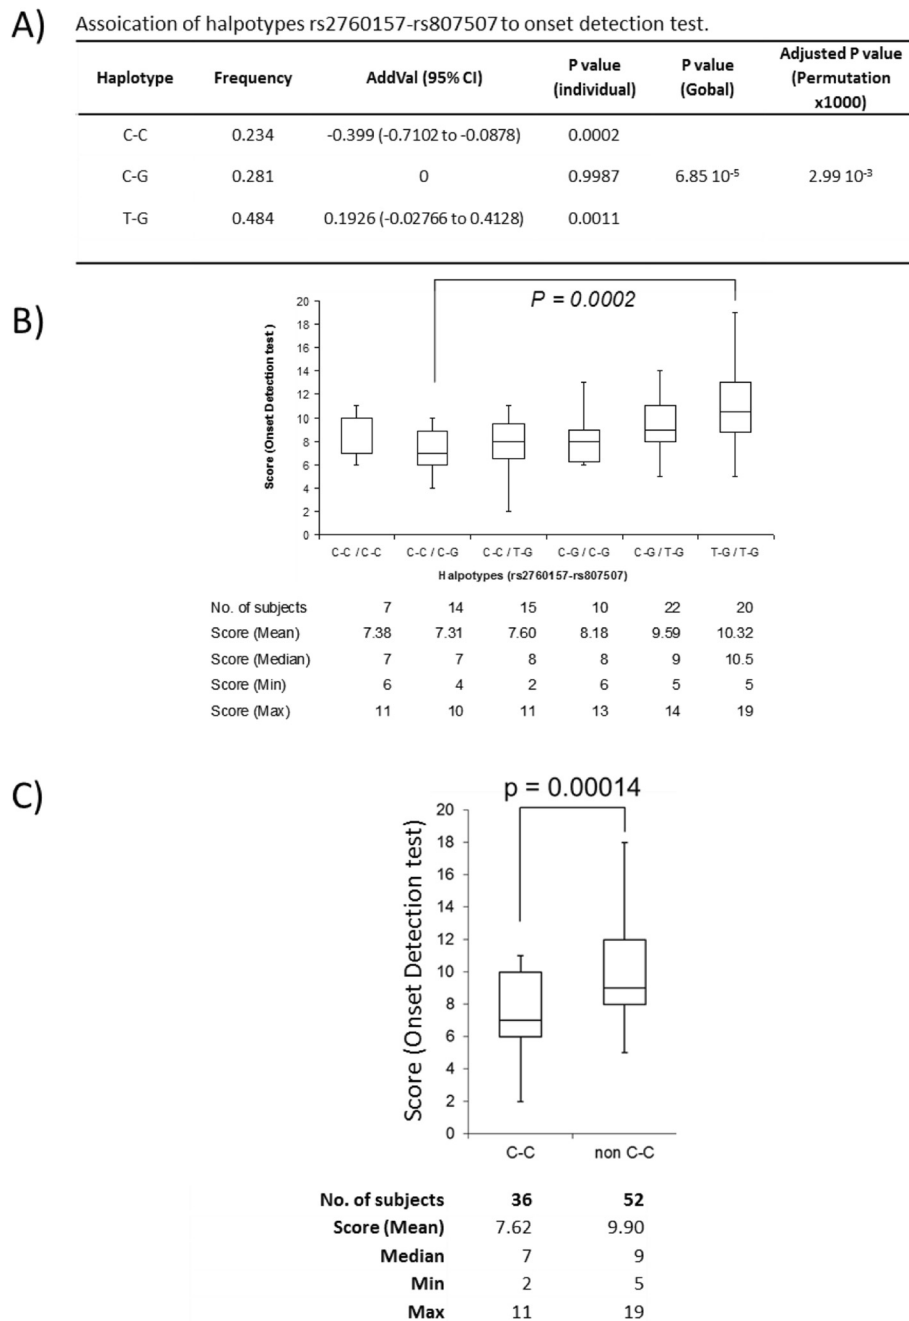 A) Assoication of halpotypes rs2760157-rs807507 to onset detection test.
Haplotype Frequency AddVal (95% CI) P value (individual) P value (Gobal) Adjusted P value (Permutation x1000)
C-C 0.234 -0.399 (-0.7102 to -0.0878) 0.0002
C-G 0.281 0 0.9987 6.85 10-5 2.99 10-3
T-G 0.484 0.1926 (-0.02766 to 0.4128) 0.0011
B)
P = 0.0002
Score (Onset Detection test )
20
18
16
14
12
10
8
6
4
2
0
C-C / C-C C-C / C-G C-C / T-G C-G / C-G C-G / T-G T-G / T-G
Halpotypes (rs2760157-rs807507)
No. of subjects 7 14 15 10 22 20
Score (Mean) 7.38 7.31 7.60 8.18 9.59 10.32
Score (Median) 7 7 8 8 9 10.5
Score (Min) 6 4 2 6 5 5
Score (Max) 11 10 11 13 14 19
C)
p = 0.00014
Score (Onset Detection test)
20
18
16
14
12
10
8
6
4
2
0
C-C non C-C
No. of subjects 36 52
Score (Mean) 7.62 9.90
Median 7 9
Min 2 5
Max 11 19